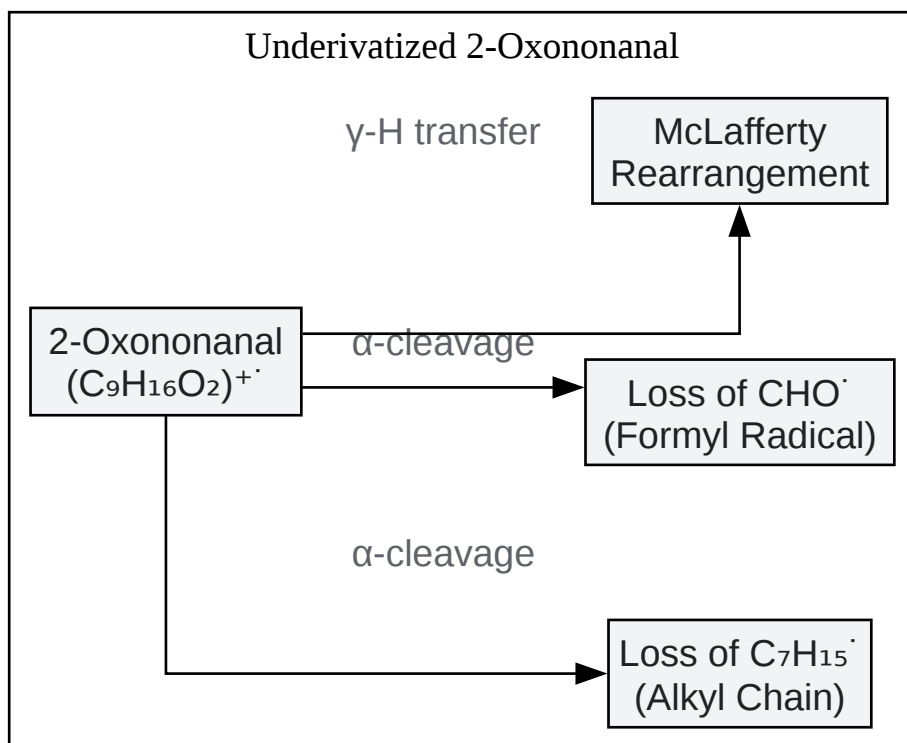 Underivatized 2-Oxononanal
γ-H transfer
McLafferty
Rearrangement
2-Oxononanal
(C₉H₁₆O₂)⁺˙
α-cleavage
Loss of CHO˙
(Formyl Radical)
α-cleavage
Loss of C₇H₁₅˙
(Alkyl Chain)